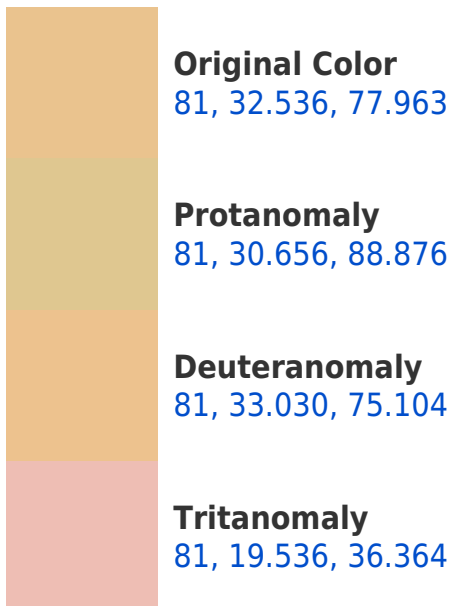 Original Color
81, 32.536, 77.963
Protanomaly
81, 30.656, 88.876
Deuteranomaly
81, 33.030, 75.104
Tritanomaly
81, 19.536, 36.364